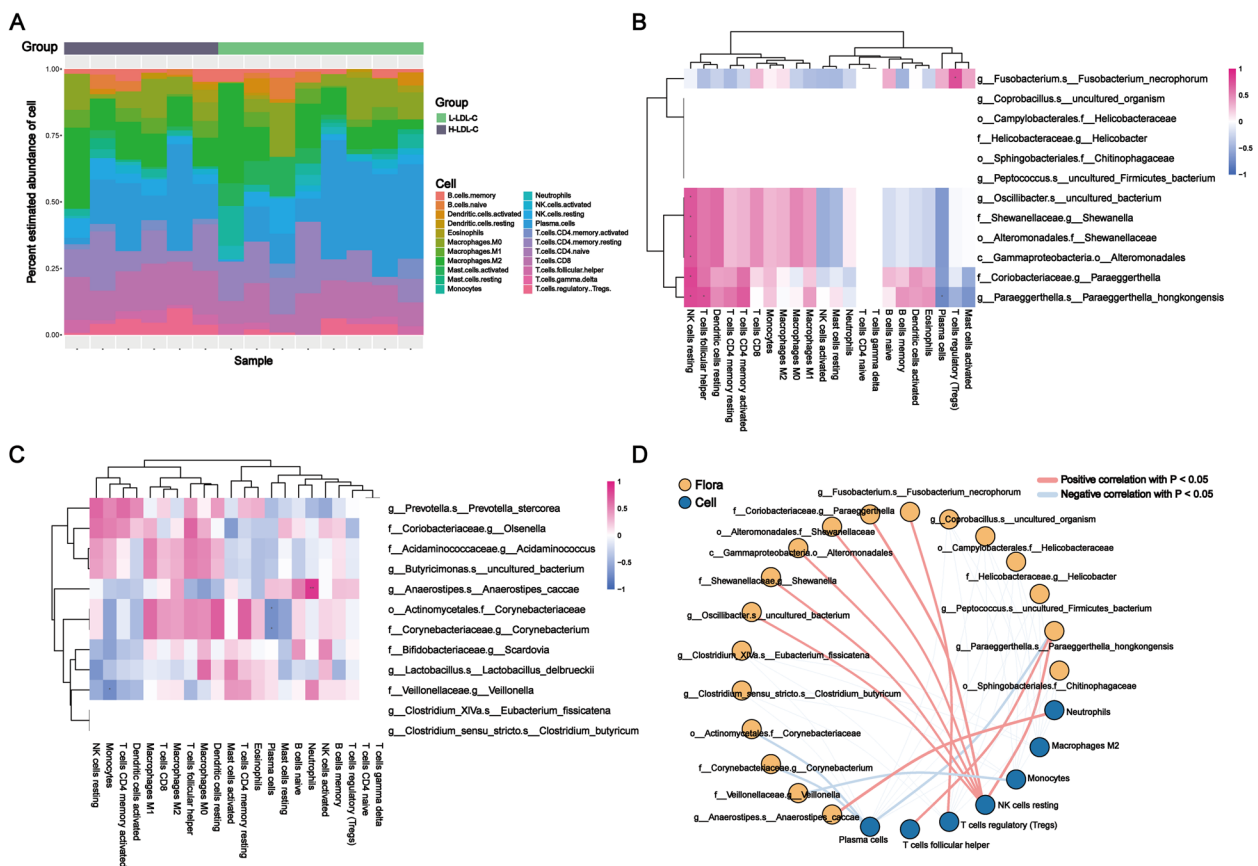 A
Group
1.00
0.75
0.50
0.25
0.00
Percent estimated abundance of cell
Sample
Group
L-LDL-C
H-LDL-C
Cell
B.cells.memory
B.cells.naive
Dendritic.cells.activated
Dendritic.cells.resting
Eosinophils
Macrophages.M0
Macrophages.M1
Macrophages.M2
Mast.cells.activated
Mast.cells.resting
Monocytes
Neutrophils
NK.cells.activated
NK.cells.resting
Plasma.cells
T.cells.CD4.memory.activated
T.cells.CD4.memory.resting
T.cells.CD4.naive
T.cells.CD8
T.cells.follicular.helper
T.cells.gamma.delta
T.cells.regulatory..Tregs.
B
g__Fusobacterium.s__Fusobacterium_necrophorum
g__Coprobacillus.s__uncultured_organism
o__Campylobacterales.f__Helicobacteraceae
f__Helicobacteraceae.g__Helicobacter
o__Sphingobacteriales.f__Chitinophagaceae
g__Peptococcus.s__uncultured_Firmicutes_bacterium
g__Oscillibacter.s__uncultured_bacterium
f__Shewanellaceae.g__Shewanella
o__Alteromonadales.f__Shewanellaceae
c__Gammaproteobacteria.o__Alteromonadales
f__Coriobacteriaceae.g__Paraeggerthella
g__Paraeggerthella.s__Paraeggerthella_hongkongensis
1
0.5
0
−0.5
−1
NK cells resting
T cells follicular helper
Dendritic cells resting
T cells CD4 memory resting
T cells CD4 memory activated
T cells CD8
Monocytes
Macrophages M2
Macrophages M0
Macrophages M1
NK cells activated
Mast cells resting
Neutrophils
T cells CD4 naive
T cells gamma delta
B cells naive
B cells memory
Dendritic cells activated
Eosinophils
Plasma cells
T cells regulatory (Tregs)
Mast cells activated
C
g__Prevotella.s__Prevotella_stercorea
f__Coriobacteriaceae.g__Olsenella
f__Acidaminococcaceae.g__Acidaminococcus
g__Butyricimonas.s__uncultured_bacterium
g__Anaerostipes.s__Anaerostipes_caccae
o__Actinomycetales.f__Corynebacteriaceae
f__Corynebacteriaceae.g__Corynebacterium
f__Bifidobacteriaceae.g__Scardovia
g__Lactobacillus.s__Lactobacillus_delbrueckii
f__Veillonellaceae.g__Veillonella
g__Clostridium_XIVa.s__Eubacterium_fissicatena
g__Clostridium_sensu_stricto.s__Clostridium_butyricum
1
0.5
0
−0.5
−1
NK cells resting
Monocytes
T cells CD4 memory activated
Dendritic cells activated
Macrophages M1
T cells CD8
Macrophages M2
T cells follicular helper
Macrophages M0
Dendritic cells resting
Mast cells activated
T cells CD4 memory resting
Eosinophils
Plasma cells
Mast cells resting
B cells naive
Neutrophils
NK cells activated
B cells memory
T cells regulatory (Tregs)
T cells CD4 naive
T cells gamma delta
D
Flora
Cell
Positive correlation with P < 0.05
Negative correlation with P < 0.05
g__Fusobacterium.s__Fusobacterium_necrophorum
f__Coriobacteriaceae.g__Paraeggerthella
o__Alteromonadales.f__Shewanellaceae
c__Gammaproteobacteria.o__Alteromonadales
f__Shewanellaceae.g__Shewanella
g__Oscillibacter.s__uncultured_bacterium
g__Clostridium_XIVa.s__Eubacterium_fissicatena
g__Clostridium_sensu_stricto.s__Clostridium_butyricum
o__Actinomycetales.f__Corynebacteriaceae
f__Corynebacteriaceae.g__Corynebacterium
f__Veillonellaceae.g__Veillonella
g__Anaerostipes.s__Anaerostipes_caccae
g__Coprobacillus.s__uncultured_organism
o__Campylobacterales.f__Helicobacteraceae
f__Helicobacteraceae.g__Helicobacter
g__Peptococcus.s__uncultured_Firmicutes_bacterium
g__Paraeggerthella.s__Paraeggerthella_hongkongensis
o__Sphingobacteriales.f__Chitinophagaceae
Neutrophils
Macrophages M2
Monocytes
NK cells resting
T cells regulatory (Tregs)
T cells follicular helper
Plasma cells